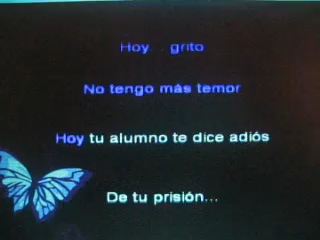 Hoy... grito
No tengo más temor
Hoy tu alumno te dice adiós
De tu prisión...